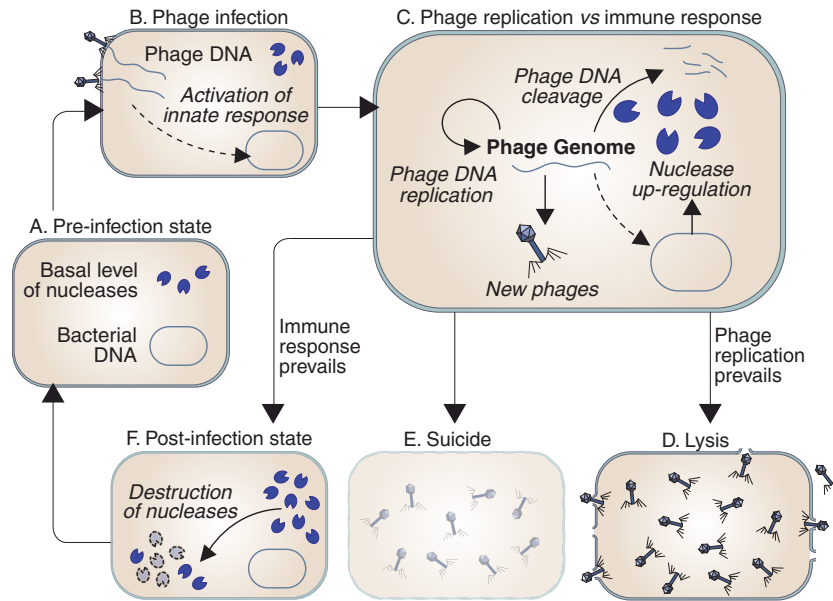 B. Phage infection
Phage DNA
Activation of
innate response
C. Phage replication vs immune response
Phage DNA
cleavage
Phage Genome
Phage DNA
replication
Nuclease
up-regulation
New phages
A. Pre-infection state
Basal level
of nucleases
Bacterial
DNA
Immune
response
prevails
Phage
replication
prevails
F. Post-infection state
Destruction
of nucleases
E. Suicide
D. Lysis